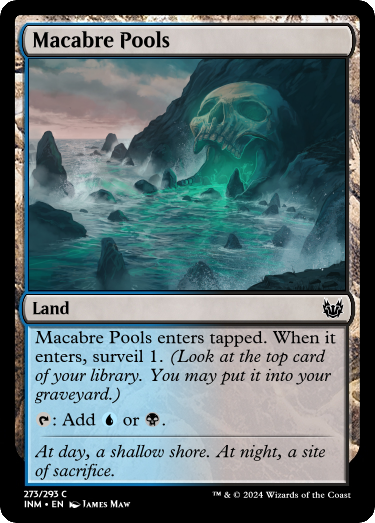 Macabre Pools
Land
Macabre Pools enters tapped. When it
enters, surveil 1. (Look at the top card
of your library. You may put it into your
graveyard.)
: Add or .
At day, a shallow shore. At night, a site
of sacrifice.
273/293 C
INM • EN James Maw
™ & © 2024 Wizards of the Coast